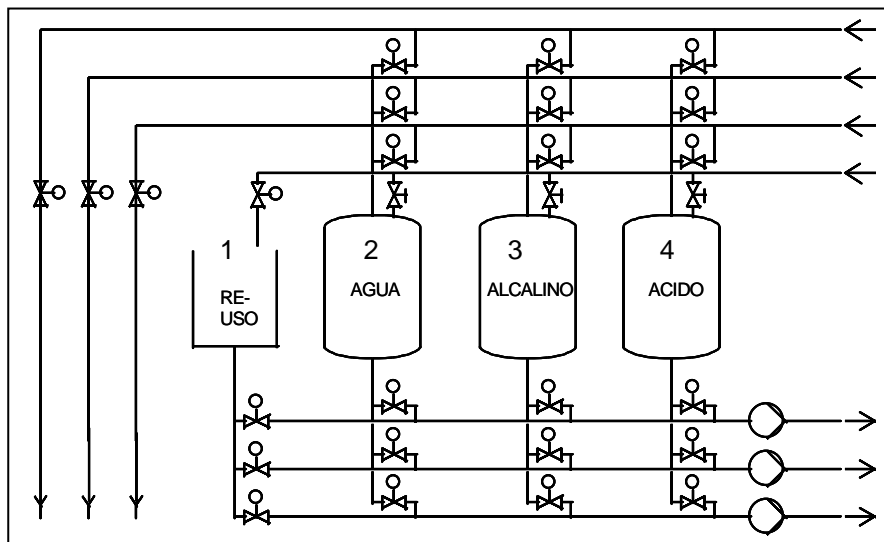 1
RE-
USO
2
AGUA
3
ALCALINO
4
ACIDO